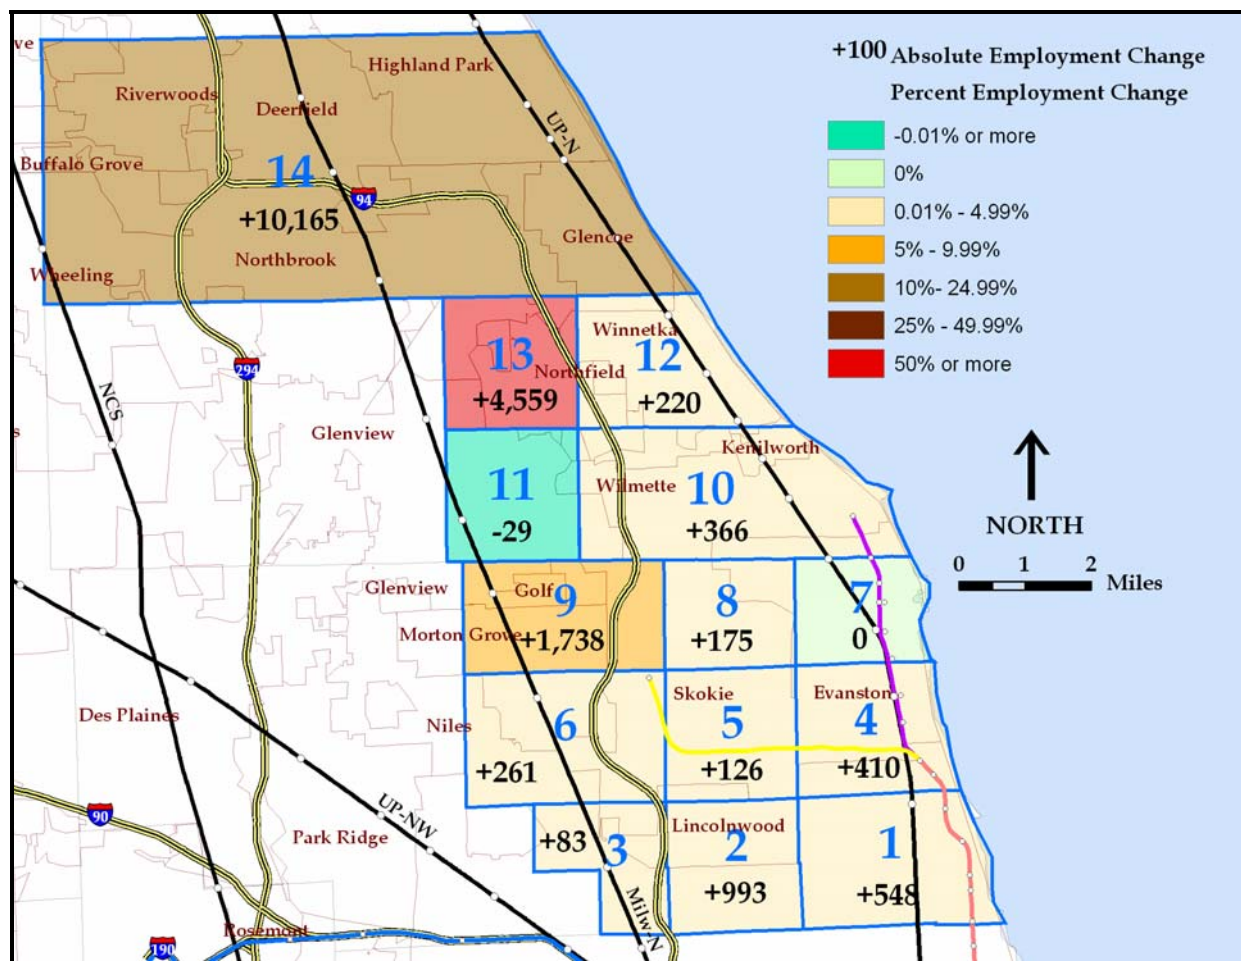 ve
Highland Park
+100 Absolute Employment Change
Percent Employment Change
Riverwoods
Deerfield
UP-N
-0.01% or more
Buffalo Grove
14
0%
94
0.01% - 4.99%
+10,165
Glencoe
5% - 9.99%
Northbrook
Wheeling
10%- 24.99%
25% - 49.99%
Winnetka
13
12
50% or more
294
Northfield
NCS
+4,559
+220
s
Glenview
Kenilworth
11
Wilmette
10
-29
+366
NORTH
0 1 2
Miles
Glenview
Golf
9
8
7
Morton Grove
+1,738
+175
0
Skokie
Evanston
Des Plaines
Niles
6
5
4
+261
+126
+410
UP-NW
90
Park Ridge
Lincolnwood
+83
3
2
1
+993
+548
Milw-N
Rosemont
190